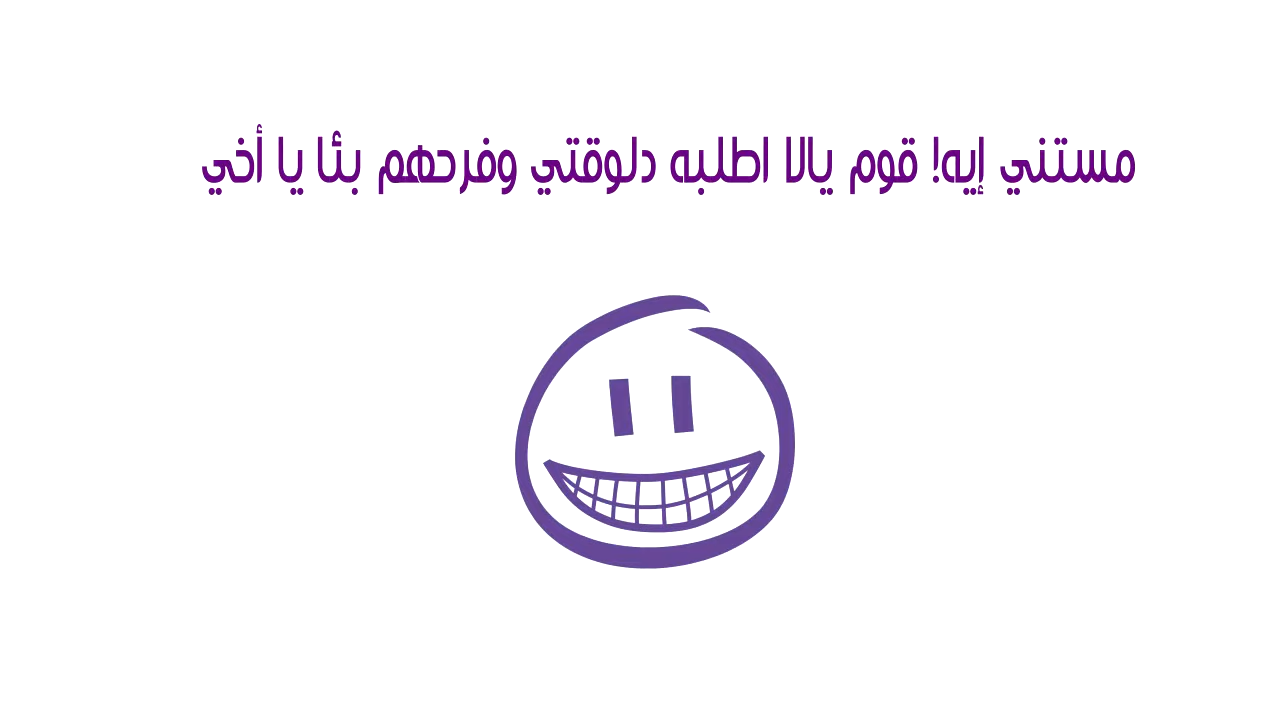 مستني إيه! قوم يالا اطلبه دلوقتي وفرحهم بئا يا أخي